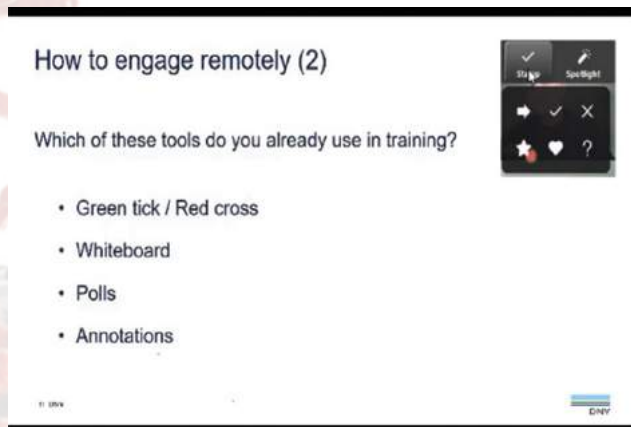 How to engage remotely (2)
Stamp
Spotlight
?
Which of these tools do you already use in training?
• Green tick / Red cross
• Whiteboard
• Polls
• Annotations
DNV